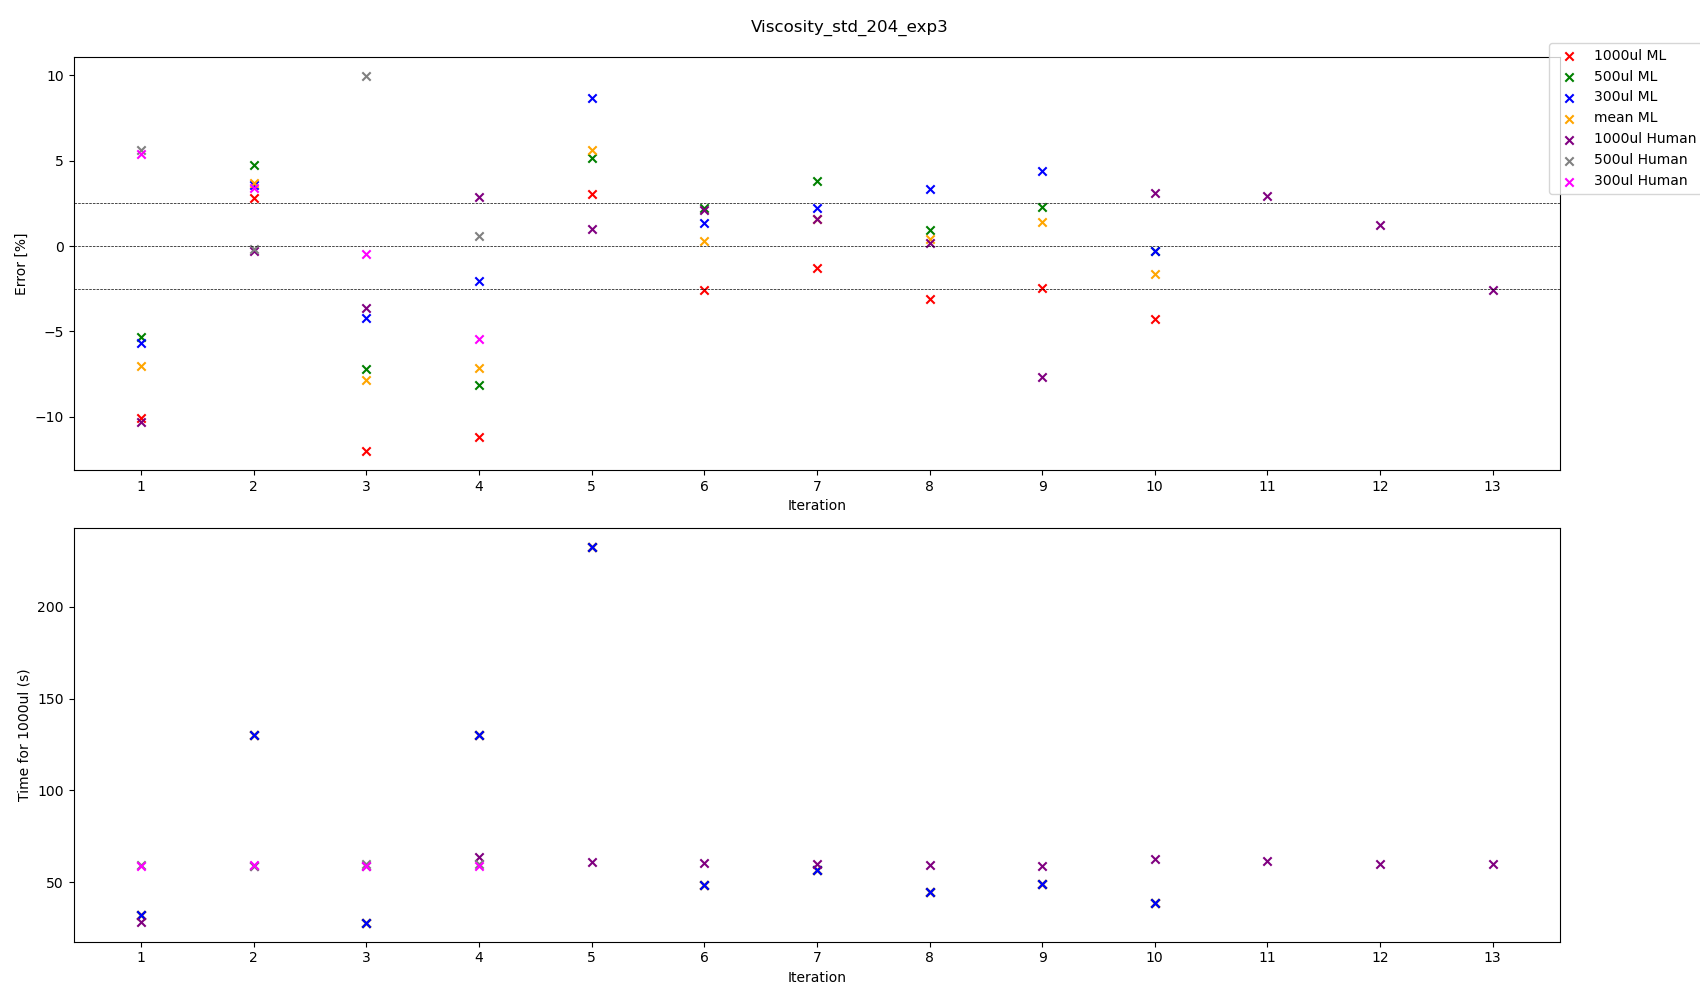 Viscosity_std_204_exp3
10
5
0
−5
−10
Error [%]
1 2 3 4 5 6 7 8 9 10 11 12 13
Iteration
1000ul ML
500ul ML
300ul ML
mean ML
1000ul Human
500ul Human
300ul Human
200
150
100
50
Time for 1000ul (s)
1 2 3 4 5 6 7 8 9 10 11 12 13
Iteration